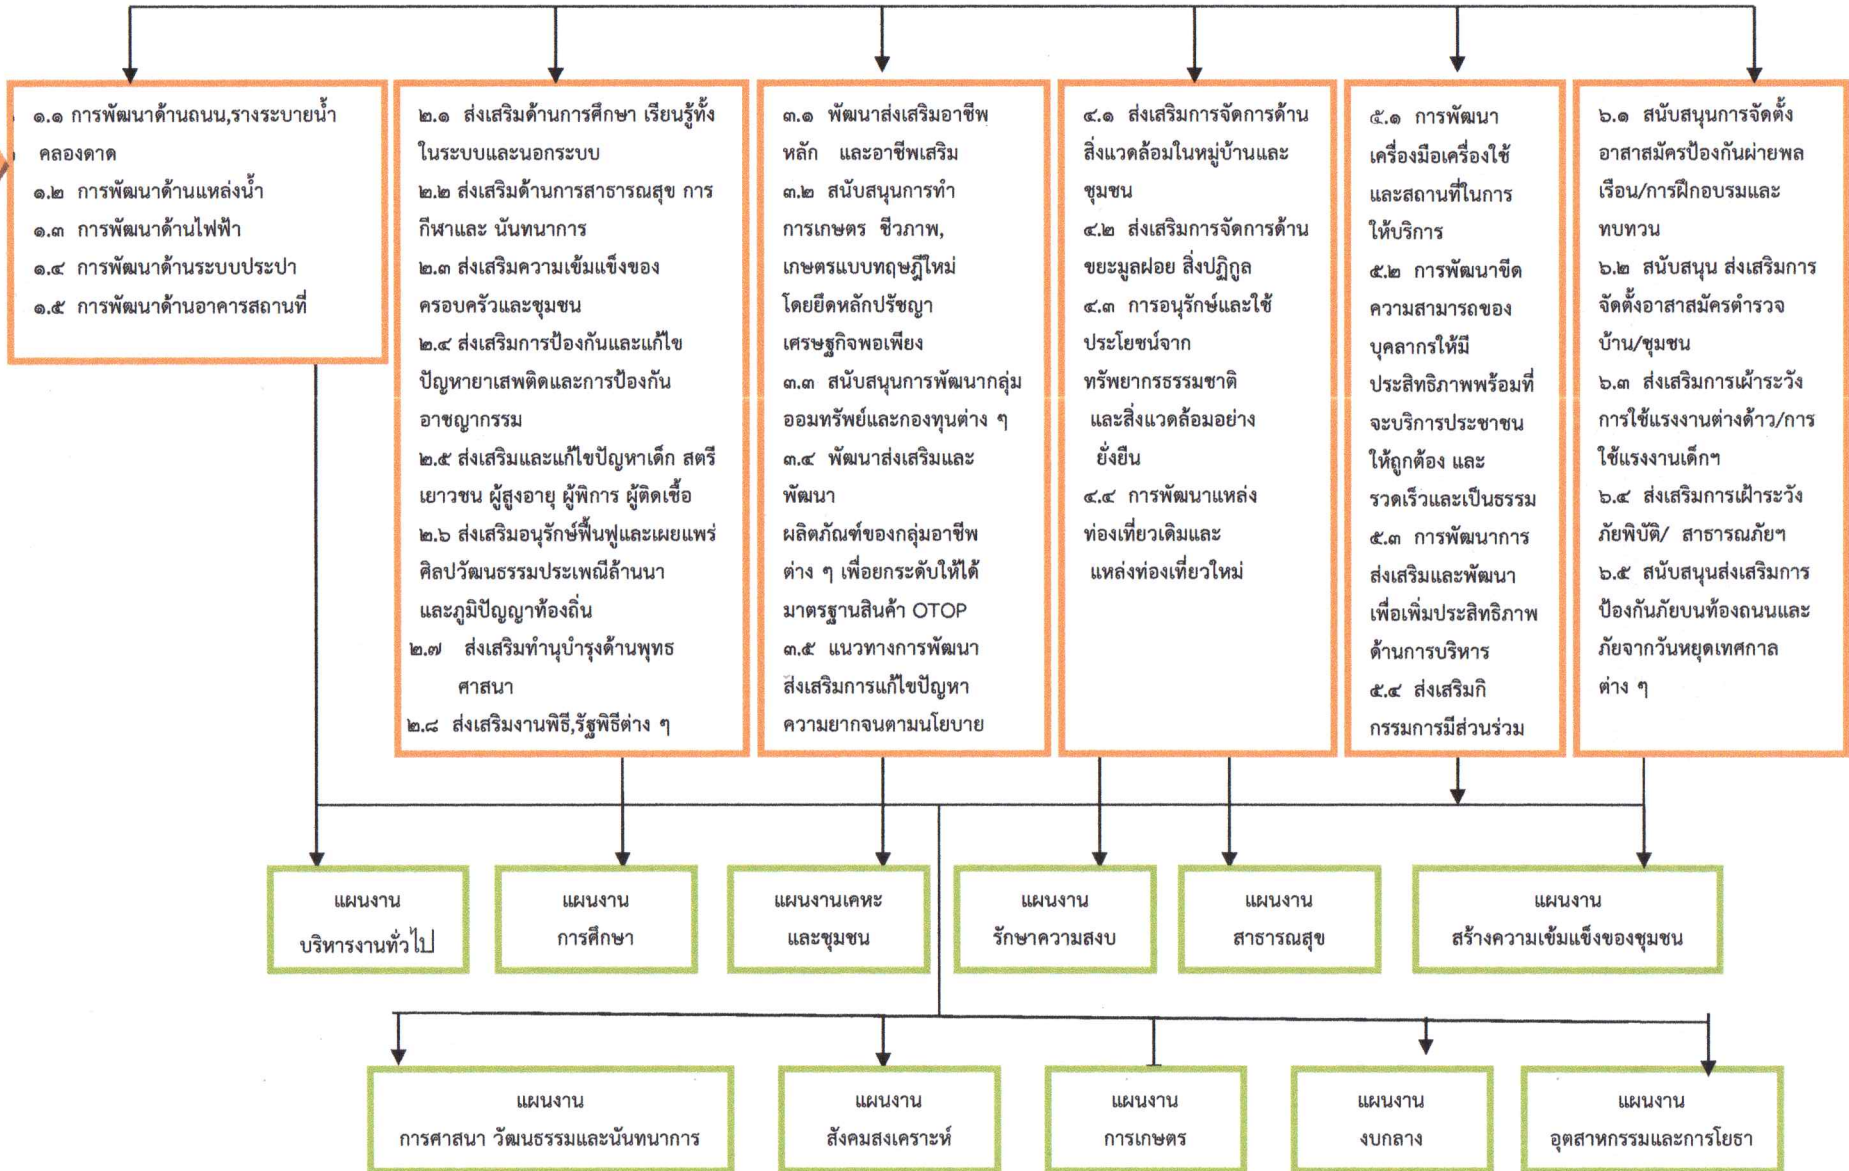 ๑.๑ การพัฒนาด้านถนน,รางระบายน้ำ
คลองดาด
๑.๒ การพัฒนาด้านแหล่งน้ำ
๑.๓ การพัฒนาด้านไฟฟ้า
๑.๔ การพัฒนาด้านระบบประปา
๑.๕ การพัฒนาด้านอาคารสถานที่
๒.๑ ส่งเสริมด้านการศึกษา เรียนรู้ทั้ง
ในระบบและนอกระบบ
๒.๒ ส่งเสริมด้านการสาธารณสุข การ
กีฬาและ นันทนาการ
๒.๓ ส่งเสริมความเข้มแข็งของ
ครอบครัวและชุมชน
๒.๔ ส่งเสริมการป้องกันและแก้ไข
ปัญหายาเสพติดและการป้องกัน
อาชญากรรม
๒.๕ ส่งเสริมและแก้ไขปัญหาเด็ก สตรี
เยาวชน ผู้สูงอายุ ผู้พิการ ผู้ติดเชื้อ
๒.๖ ส่งเสริมอนุรักษ์ฟื้นฟูและเผยแพร่
ศิลปวัฒนธรรมประเพณีล้านนา
และภูมิปัญญาท้องถิ่น
๒.๗ ส่งเสริมทำนุบำรุงด้านพุทธ
ศาสนา
๒.๘ ส่งเสริมงานพิธี,รัฐพิธีต่าง ๆ
๓.๑ พัฒนาส่งเสริมอาชีพ
หลัก และอาชีพเสริม
๓.๒ สนับสนุนการทำ
การเกษตร ชีวภาพ,
เกษตรแบบทฤษฎีใหม่
โดยยึดหลักปรัชญา
เศรษฐกิจพอเพียง
๓.๓ สนับสนุนการพัฒนากลุ่ม
ออมทรัพย์และกองทุนต่าง ๆ
๓.๔ พัฒนาส่งเสริมและ
พัฒนา
ผลิตภัณฑ์ของกลุ่มอาชีพ
ต่าง ๆ เพื่อยกระดับให้ได้
มาตรฐานสินค้า OTOP
๓.๕ แนวทางการพัฒนา
ส่งเสริมการแก้ไขปัญหา
ความยากจนตามนโยบาย
๔.๑ ส่งเสริมการจัดการด้าน
สิ่งแวดล้อมในหมู่บ้านและ
ชุมชน
๔.๒ ส่งเสริมการจัดการด้าน
ขยะมูลฝอย สิ่งปฏิกูล
๔.๓ การอนุรักษ์และใช้
ประโยชน์จาก
ทรัพยากรธรรมชาติ
และสิ่งแวดล้อมอย่าง
ยั่งยืน
๔.๔ การพัฒนาแหล่ง
ท่องเที่ยวเดิมและ
แหล่งท่องเที่ยวใหม่
๕.๑ การพัฒนา
เครื่องมือเครื่องใช้
และสถานที่ในการ
ให้บริการ
๕.๒ การพัฒนาขีด
ความสามารถของ
บุคลากรให้มี
ประสิทธิภาพพร้อมที่
จะบริการประชาชน
ให้ถูกต้อง และ
รวดเร็วและเป็นธรรม
๕.๓ การพัฒนาการ
ส่งเสริมและพัฒนา
เพื่อเพิ่มประสิทธิภาพ
ด้านการบริหาร
๕.๔ ส่งเสริมกิ
กรรมการมีส่วนร่วม
๖.๑ สนับสนุนการจัดตั้ง
อาสาสมัครป้องกันฝ่ายพล
เรือน/การฝึกอบรมและ
ทบทวน
๖.๒ สนับสนุน ส่งเสริมการ
จัดตั้งอาสาสมัครตำรวจ
บ้าน/ชุมชน
๖.๓ ส่งเสริมการเฝ้าระวัง
การใช้แรงงานต่างด้าว/การ
ใช้แรงงานเด็กฯ
๖.๔ ส่งเสริมการเฝ้าระวัง
ภัยพิบัติ/ สาธารณภัยฯ
๖.๕ สนับสนุนส่งเสริมการ
ป้องกันภัยบนท้องถนนและ
ภัยจากวันหยุดเทศกาล
ต่าง ๆ
แผนงาน
บริหารงานทั่วไป
แผนงาน
การศึกษา
แผนงานเคหะ
และชุมชน
แผนงาน
รักษาความสงบ
แผนงาน
สาธารณสุข
แผนงาน
สร้างความเข้มแข็งของชุมชน
แผนงาน
การศาสนา วัฒนธรรมและนันทนาการ
แผนงาน
สังคมสงเคราะห์
แผนงาน
การเกษตร
แผนงาน
งบกลาง
แผนงาน
อุตสาหกรรมและการโยธา